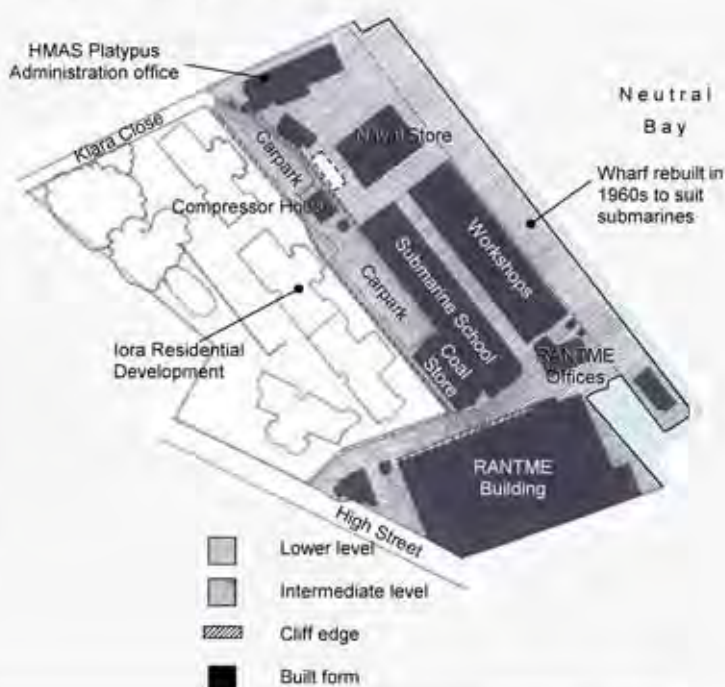 HMAS Platypus
Administration office
Neutral
Bay
Klara Close
Carpark
Naval Store
Wharf rebuilt in
1960s to suit
submarines
Compressor House
Submarine School
Workshops
Carpark
Iora Residential
Development
Coal
Store
RANTME
Offices
RANTME
Building
High Street
Lower level
Intermediate level
Cliff edge
Built form